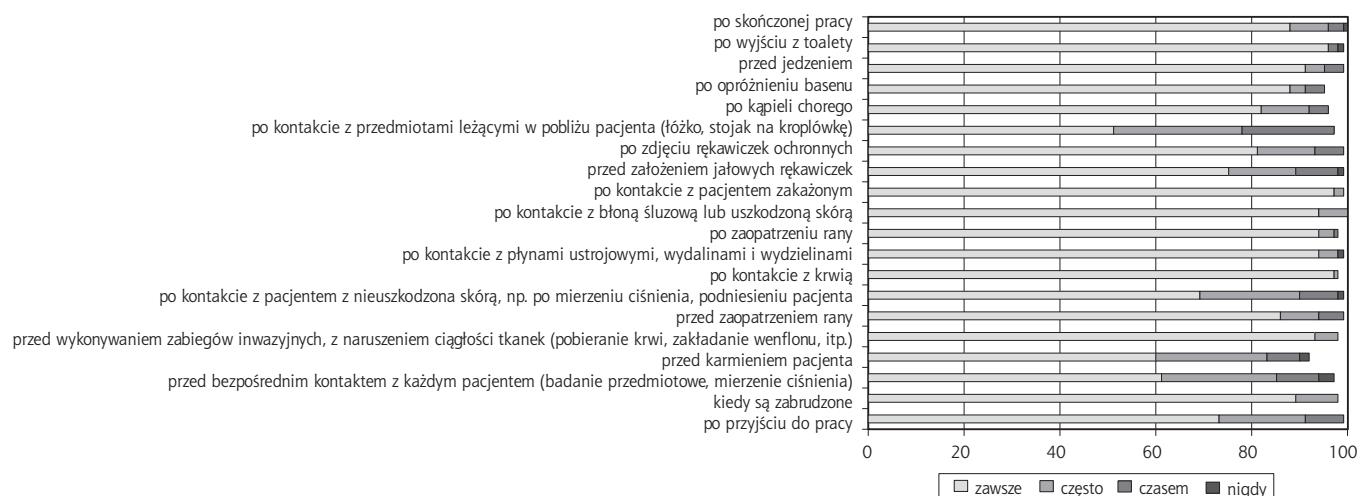 po skończonej pracy
po wyjściu z toalety
przed jedzeniem
po opróżnieniu basenu
po kąpieli chorego
po kontakcie z przedmiotami leżącymi w pobliżu pacjenta (łóżko, stojak na kroplówkę)
po zdjęciu rękawiczek ochronnych
przed założeniem jałowych rękawiczek
po kontakcie z pacjentem zakażonym
po kontakcie z błoną śluzową lub uszkodzoną skórą
po zaopatrzeniu rany
po kontakcie z płynami ustrojowymi, wydalinami i wydzielinami
po kontakcie z krwią
po kontakcie z pacjentem z nieuszkodzona skórą, np. po mierzeniu ciśnienia, podniesieniu pacjenta
przed zaopatrzeniem rany
przed wykonywaniem zabiegów inwazyjnych, z naruszeniem ciągłości tkanek (pobieranie krwi, zakładanie wenflonu, itp.)
przed karmieniem pacjenta
przed bezpośrednim kontaktem z każdym pacjentem (badanie przedmiotowe, mierzenie ciśnienia)
kiedy są zabrudzone
po przyjściu do pracy
0 20 40 60 80 100
zawsze często czasem nigdy